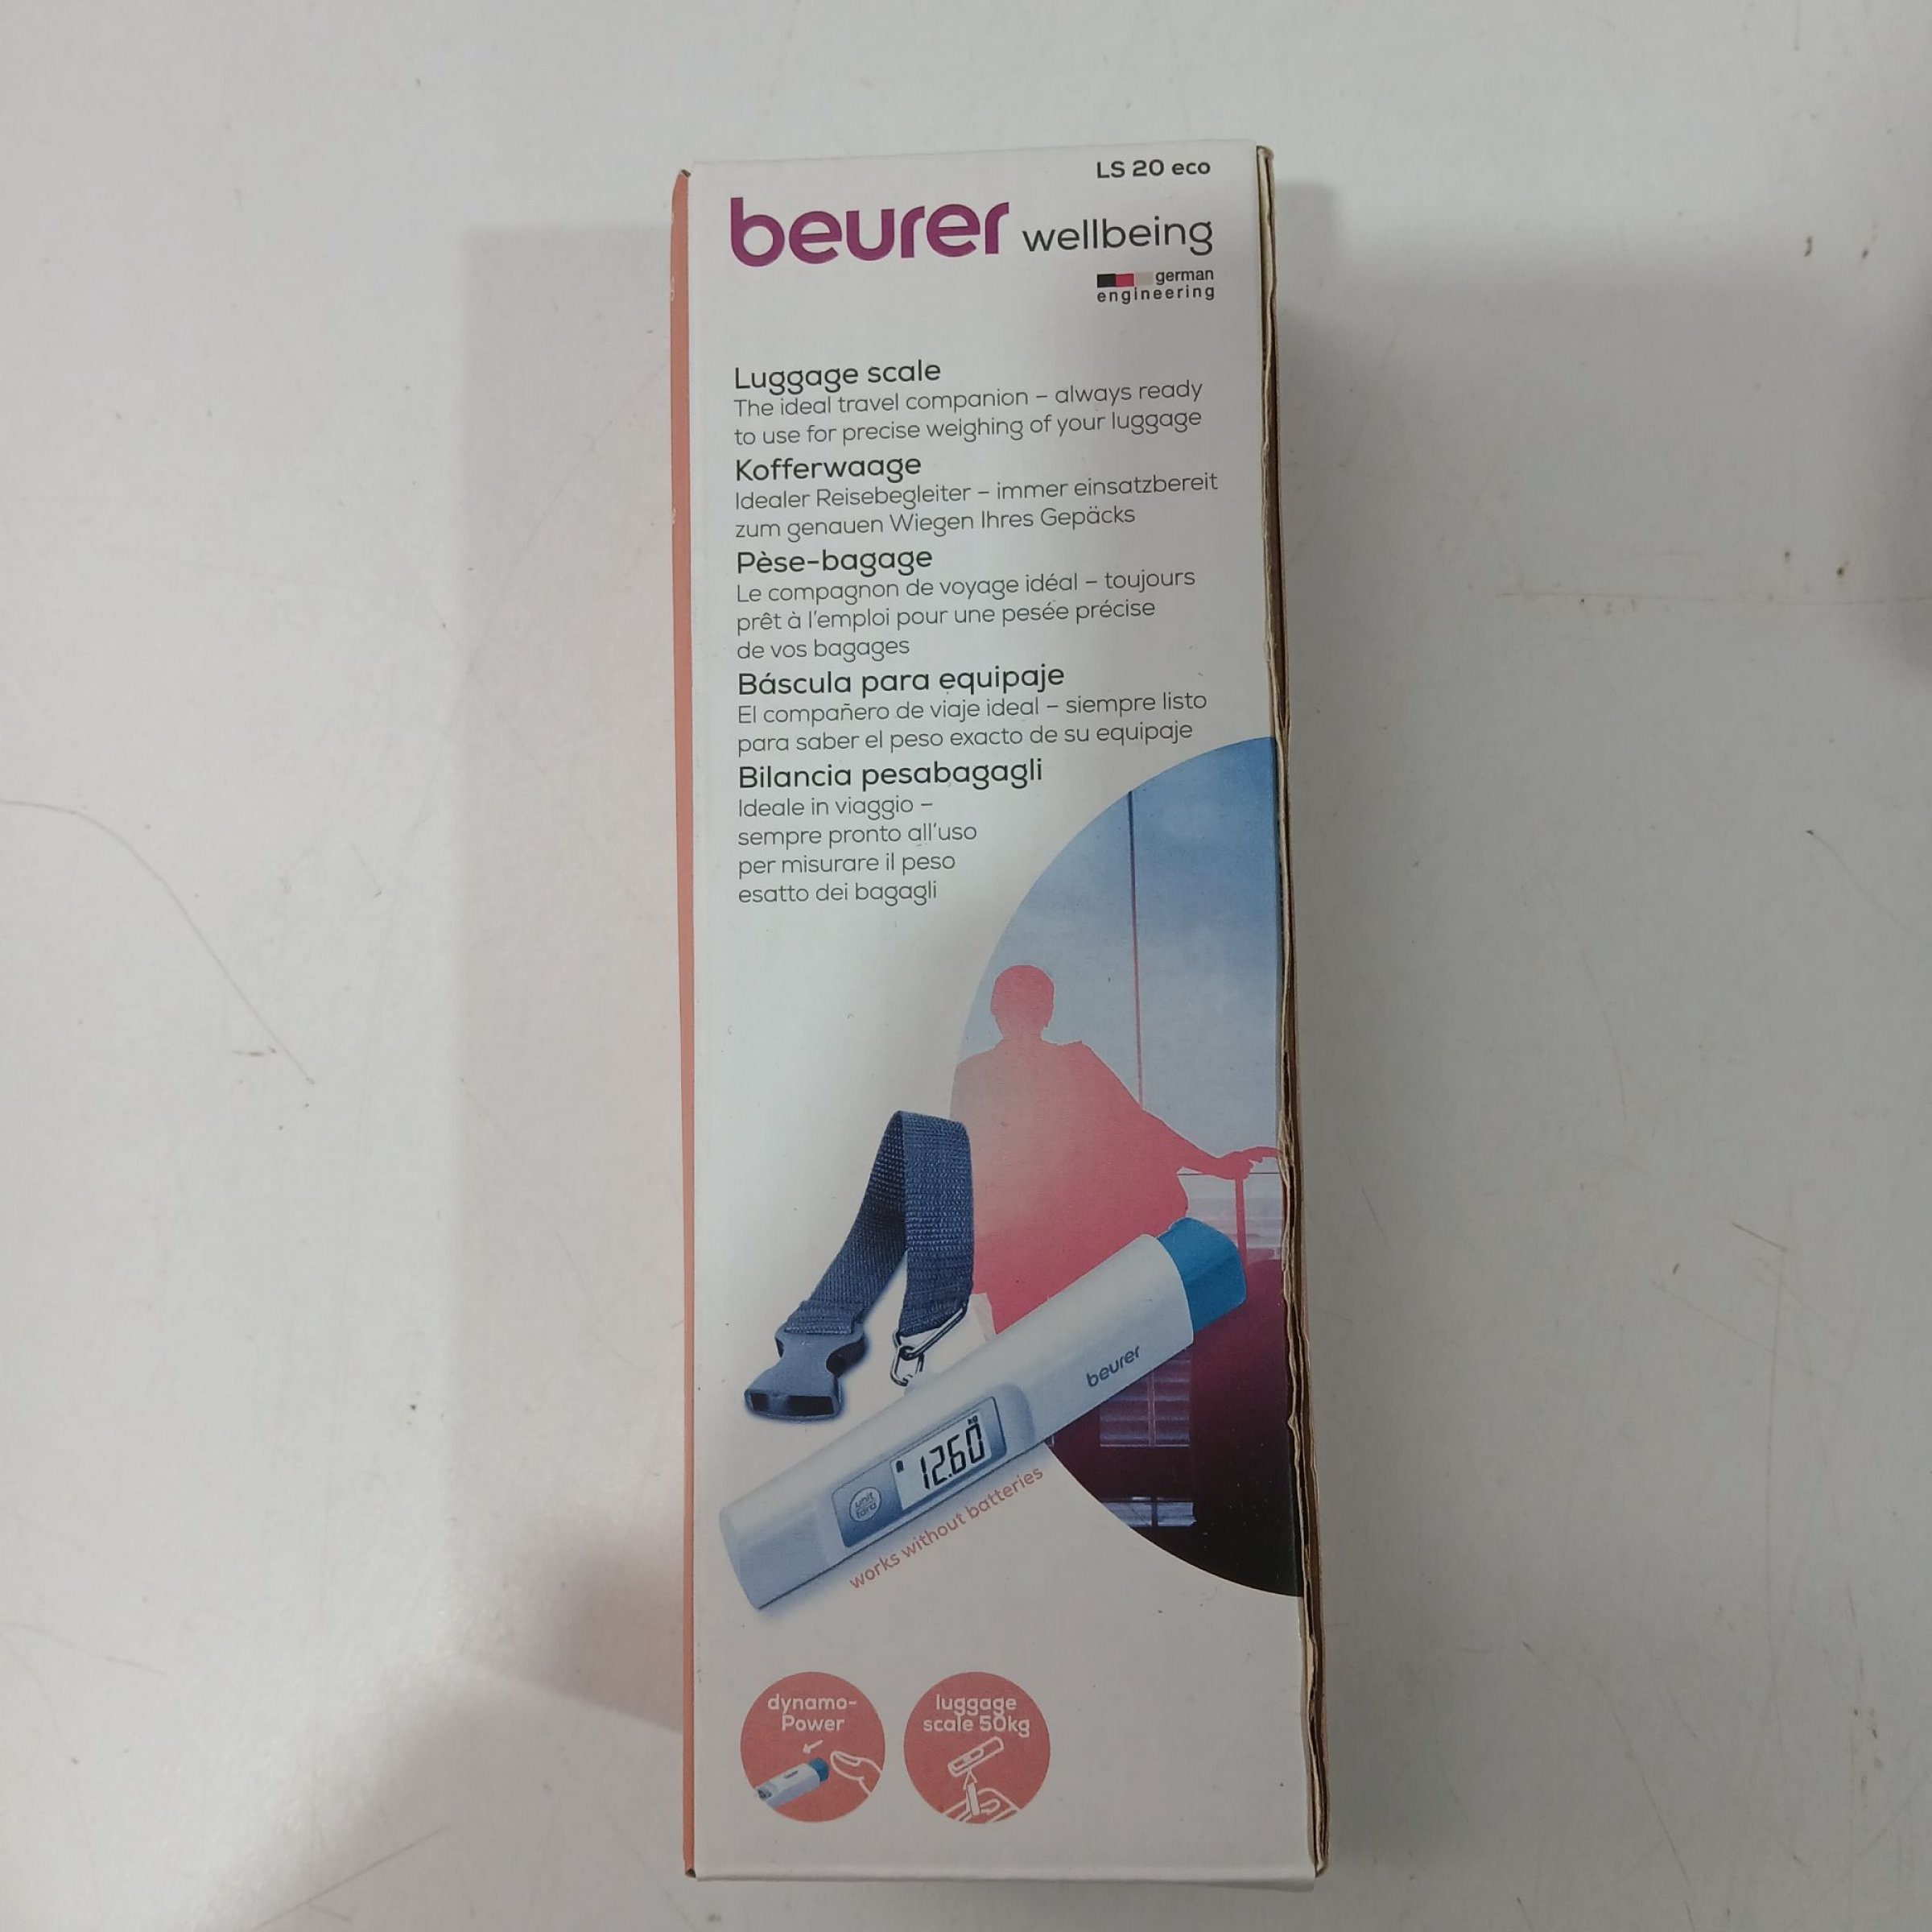 LS 20 eco
beurer wellbeing
german
engineering
Luggage scale
The ideal travel companion – always ready
to use for precise weighing of your luggage
Kofferwaage
Idealer Reisebegleiter – immer einsatzbereit
zum genauen Wiegen Ihres Gepäcks
Pèse-bagage
Le compagnon de voyage idéal – toujours
prêt à l'emploi pour une pesée précise
de vos bagages
Báscula para equipaje
El compañero de viaje ideal – siempre listo
para saber el peso exacto de su equipaje
Bilancia pesabagagli
Ideale in viaggio –
sempre pronto all'uso
per misurare il peso
esatto dei bagagli
beurer
12.60 kg
unit
tara
works without batteries
dynamo-
Power
luggage
scale 50kg